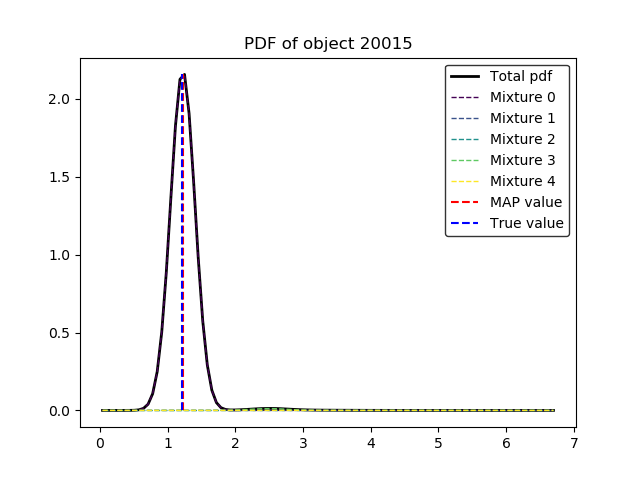 PDF of object 20015
Total pdf
Mixture 0
Mixture 1
Mixture 2
Mixture 3
Mixture 4
MAP value
True value
2.0
1.5
1.0
0.5
0.0
0 1 2 3 4 5 6 7